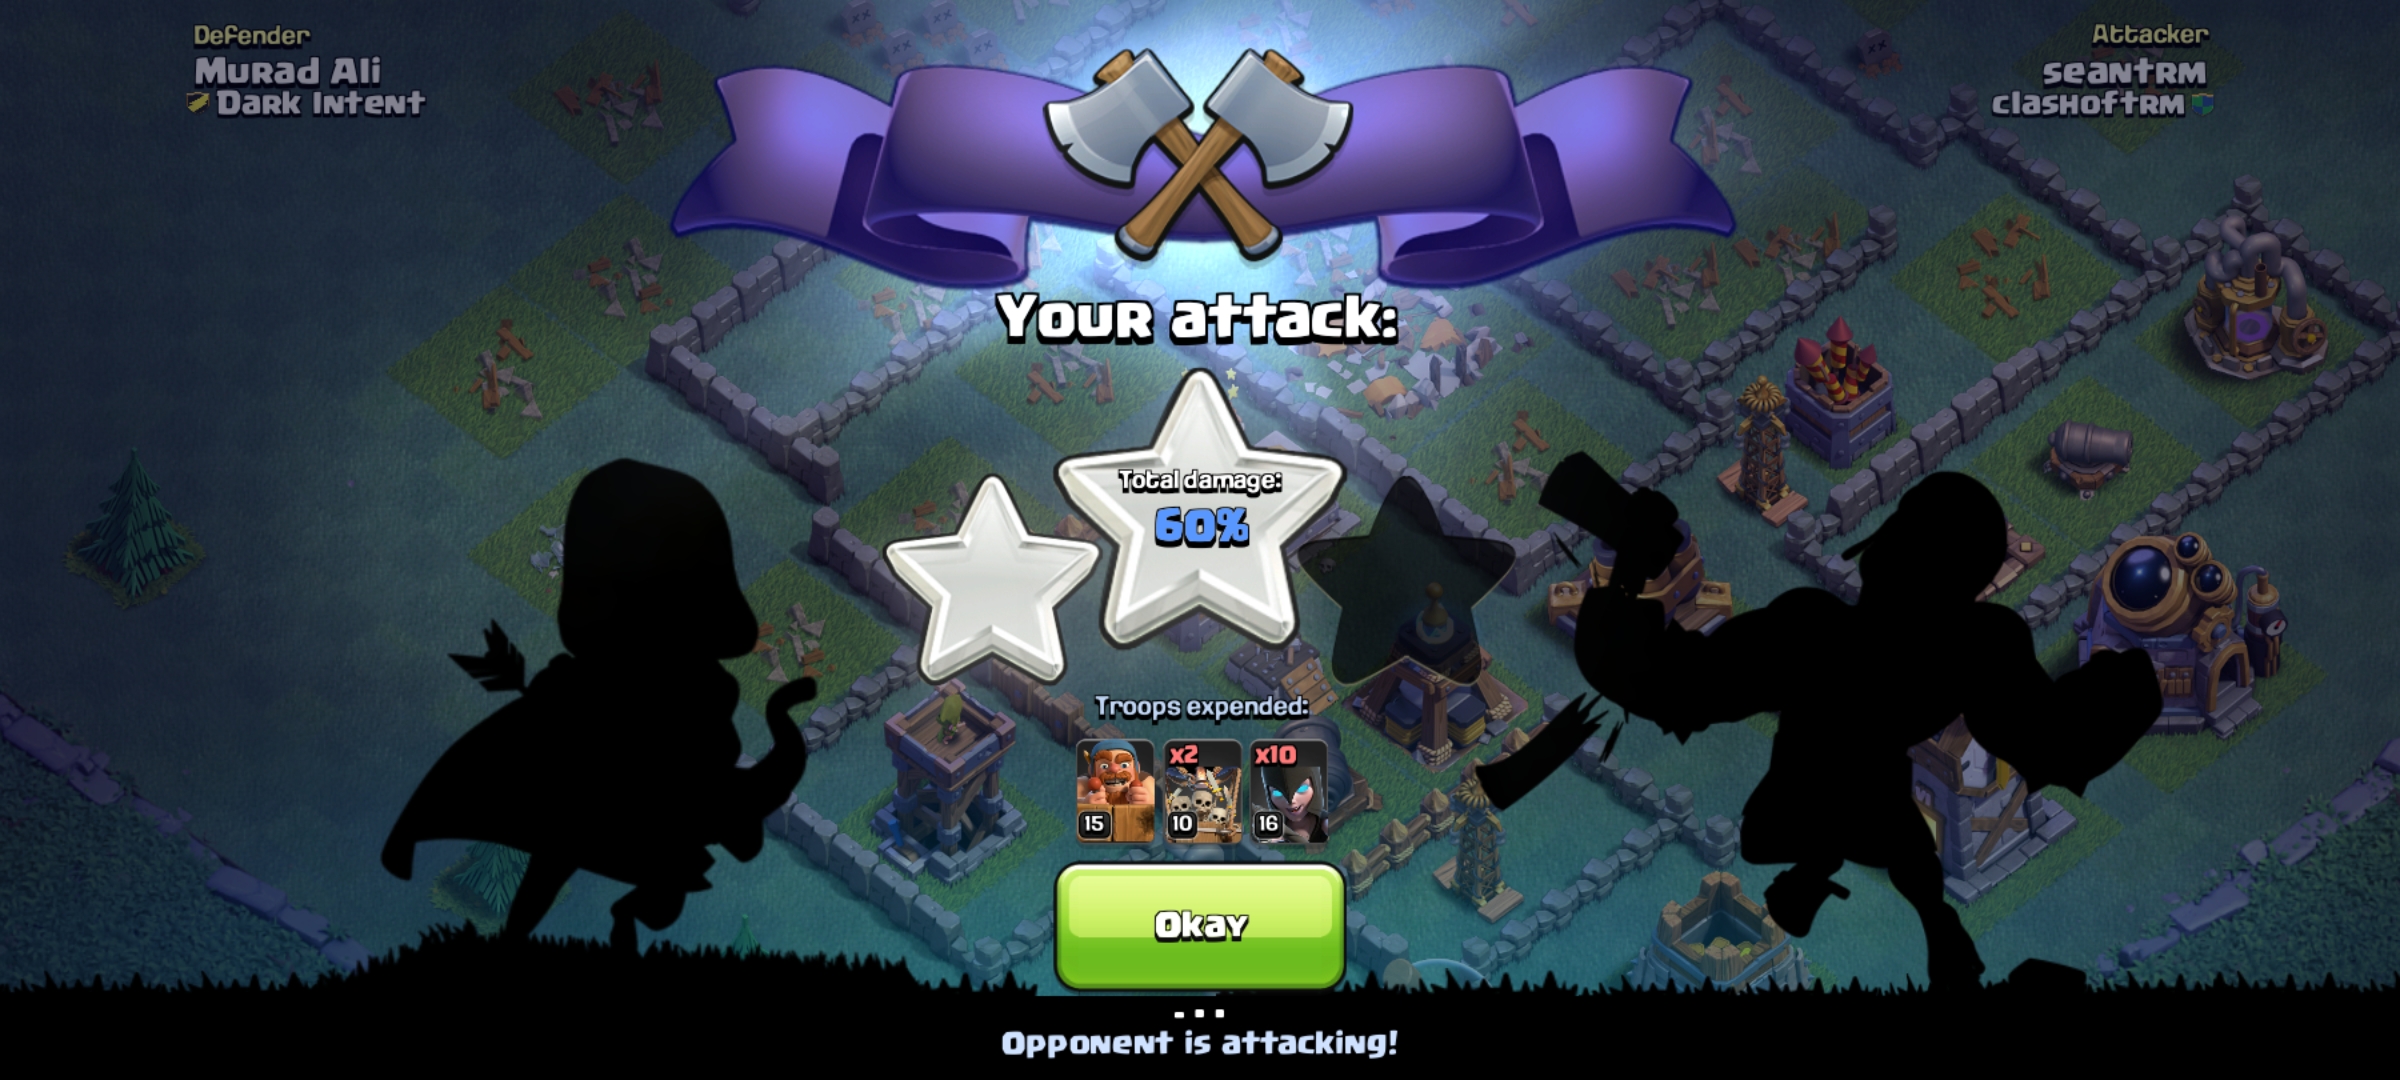 Defender
Murad Ali
Dark Intent
Attacker
seantrm
clashoftrm
Your attack:
Total damage:
60%
Troops expended:
x2
x10
15
10
16
Okay
...
Opponent is attacking!